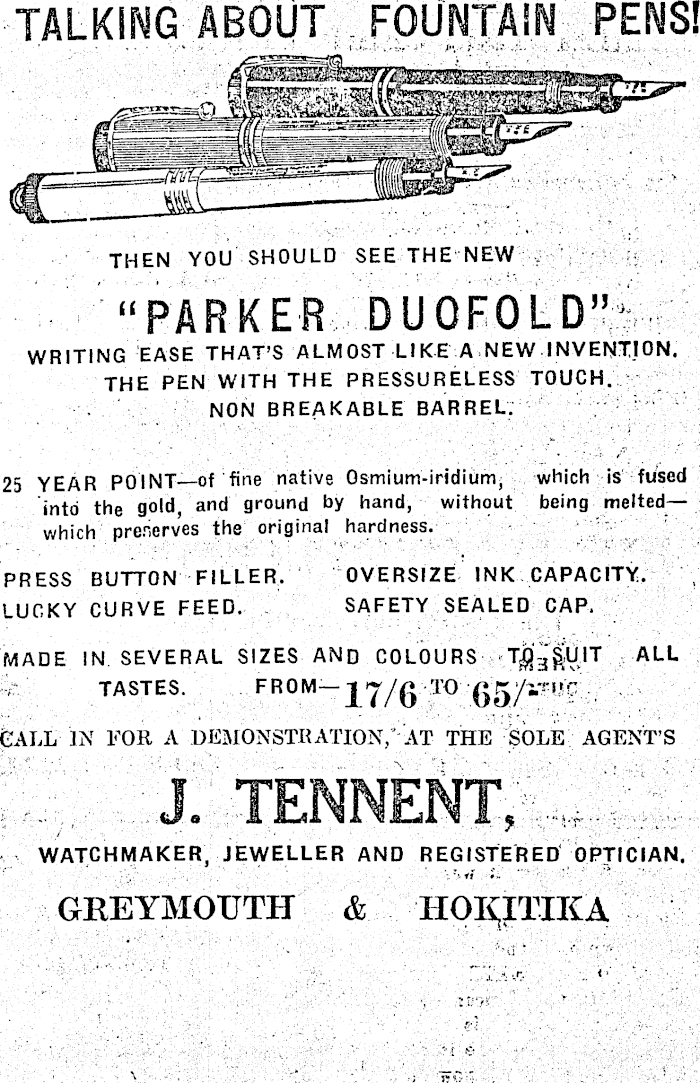 TALKING ABOUT FOUNTAIN PENS!
THEN YOU SHOULD SEE THE NEW
"PARKER DUOFOLD"
WRITING EASE THAT'S ALMOST LIKE A NEW INVENTION.
THE PEN WITH THE PRESSURELESS TOUCH.
NON BREAKABLE BARREL.
25 YEAR POINT—of fine native Osmium-iridium, which is fused
into the gold, and ground by hand, without being melted—
which preserves the original hardness.
PRESS BUTTON FILLER. OVERSIZE INK CAPACITY.
LUCKY CURVE FEED. SAFETY SEALED CAP.
MADE IN SEVERAL SIZES AND COLOURS TO SUIT ALL
TASTES. FROM—17/6 TO 65/-
CALL IN FOR A DEMONSTRATION, AT THE SOLE AGENT'S
J. TENNENT,
WATCHMAKER, JEWELLER AND REGISTERED OPTICIAN.
GREYMOUTH & HOKITIKA